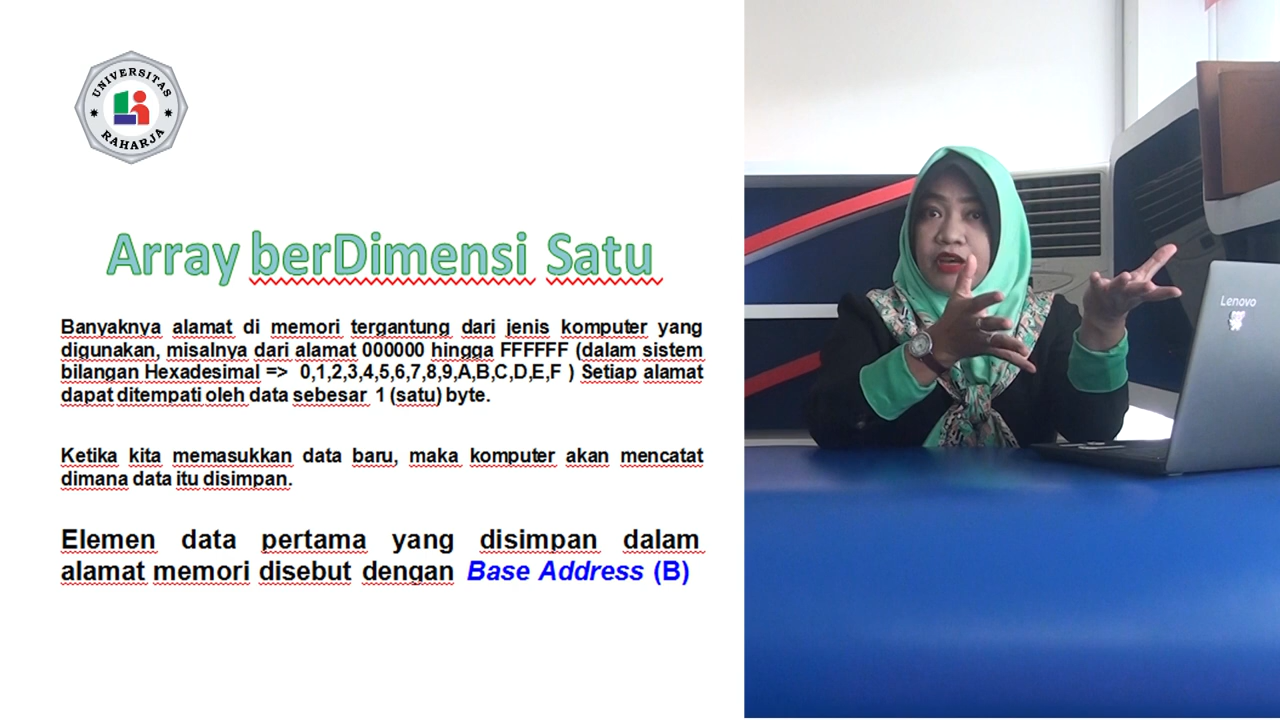 UNIVERSITAS
RAHARJA
Array berDimensi Satu
Banyaknya alamat di memori tergantung dari jenis komputer yang
digunakan, misalnya dari alamat 000000 hingga FFFFFF (dalam sistem
bilangan Hexadesimal => 0,1,2,3,4,5,6,7,8,9,A,B,C,D,E,F ) Setiap alamat
dapat ditempati oleh data sebesar 1 (satu) byte.
Ketika kita memasukkan data baru, maka komputer akan mencatat
dimana data itu disimpan.
Elemen data pertama yang disimpan dalam
alamat memori disebut dengan Base Address (B)
Lenovo